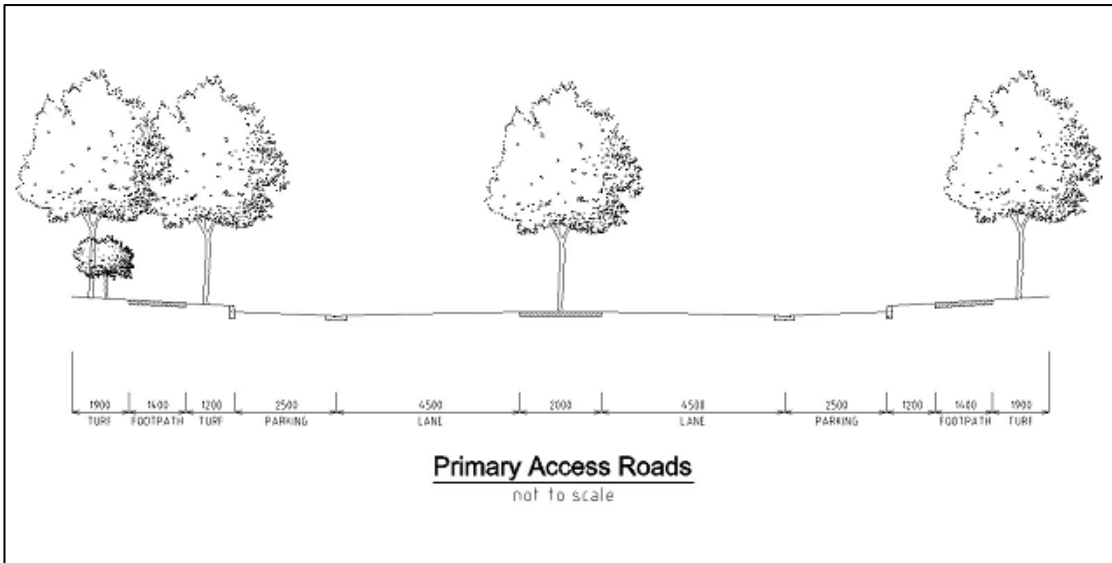 1900 1400 1200 2500 4500 2000 4500 2500 1200 1400 1900
TURF FOOTPATH TURF PARKING LANE LANE PARKING FOOTPATH TURF
Primary Access Roads
not to scale